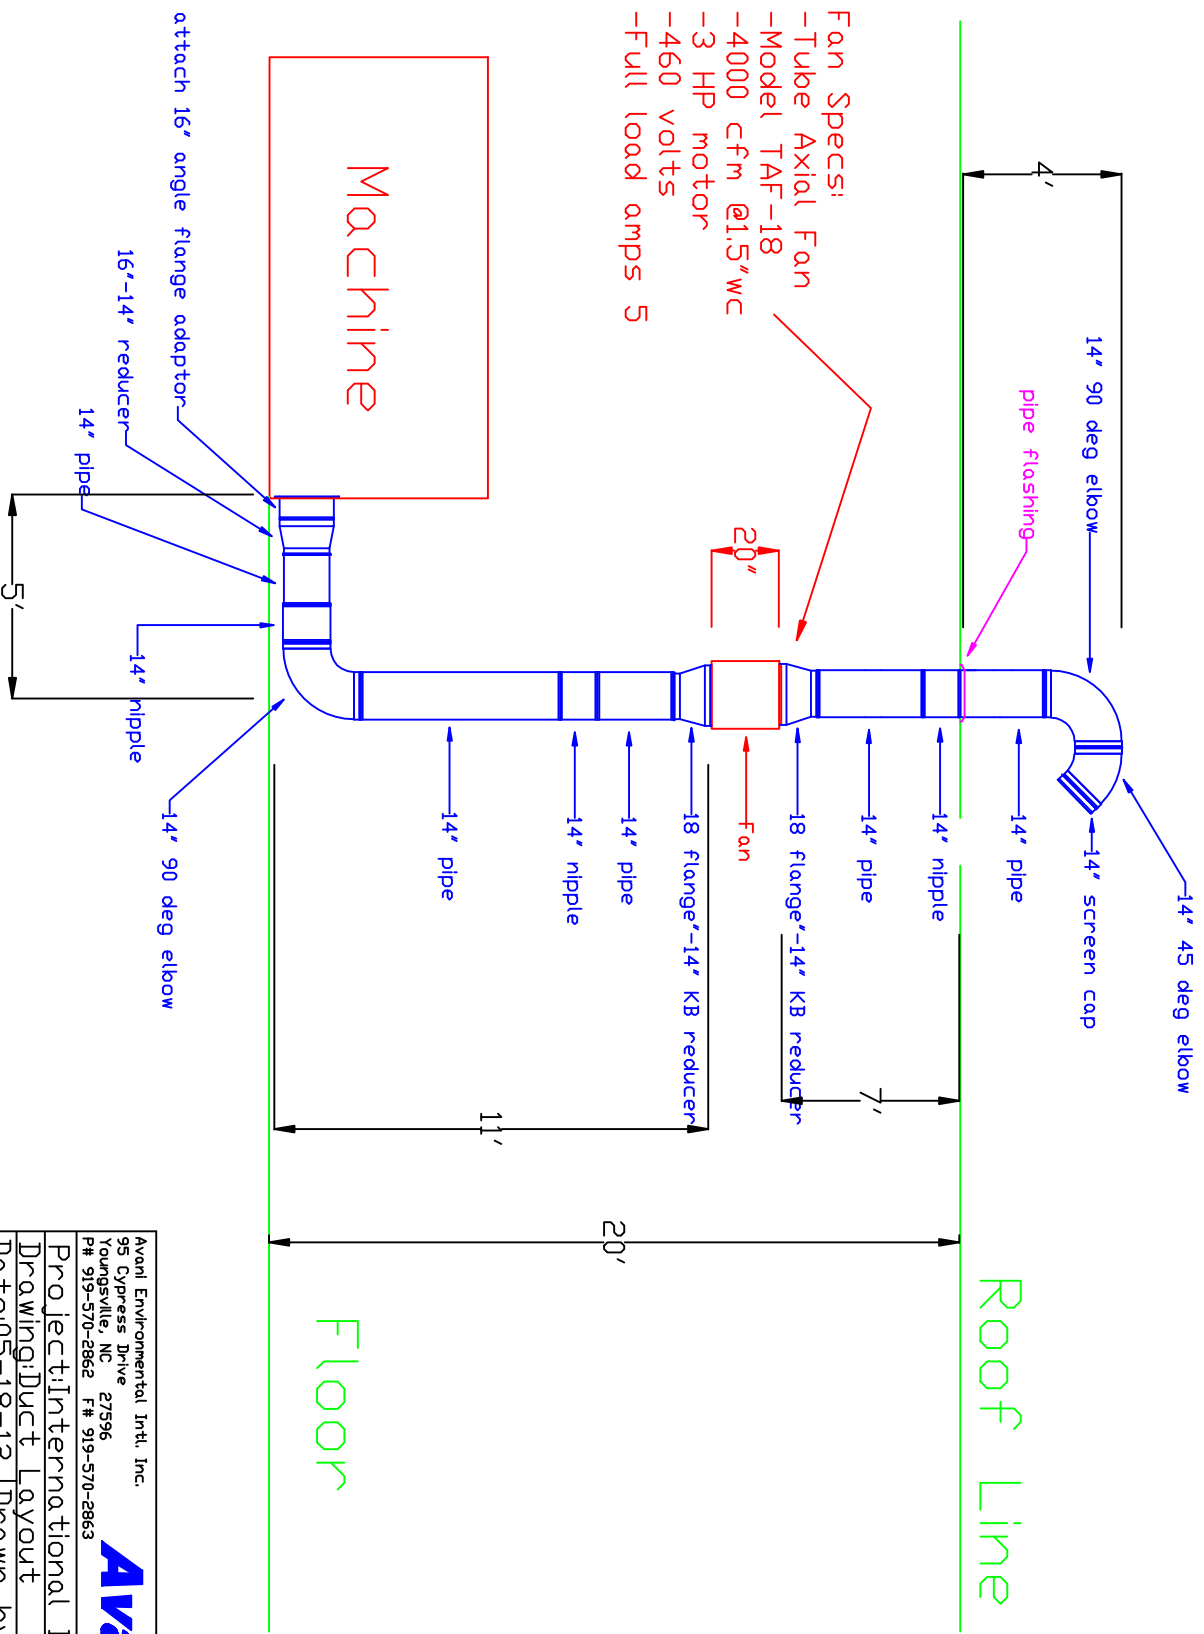 Fan Specs:
-Tube Axial Fan
-Model TAF-18
-4000 cfm @1.5"wc
-3 HP motor
-460 volts
-Full load amps 5
4'
14" 90 deg elbow
pipe flashing
14" 45 deg elbow
14" screen cap
14" pipe
14" nipple
14" pipe
18 flange"-14" KB reducer
20"
Fan
18 flange"-14" KB reducer
14" pipe
14" nipple
14" pipe
14" 90 deg elbow
14" nipple
14" pipe
16"-14" reducer
attach 16" angle flange adaptor
Machine
5'
7'
11'
20'
Roof Line
Floor
Avani Environmental Intl. Inc.
95 Cypress Drive
Youngsville, NC 27596
P# 919-570-2862 F# 919-570-2863
Project:International
Drawing:Duct Layout